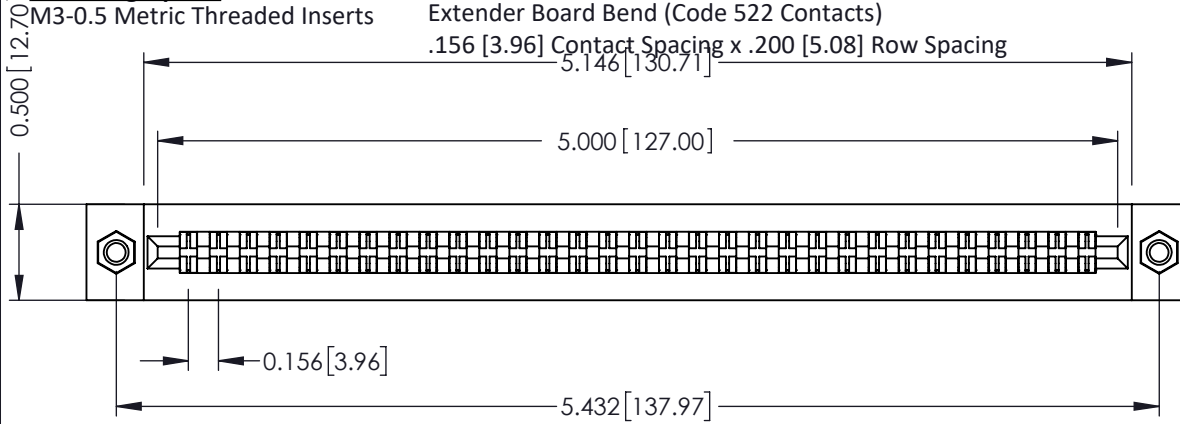 M3-0.5 Metric Threaded Inserts
Extender Board Bend (Code 522 Contacts)
.156 [3.96] Contact Spacing x .200 [5.08] Row Spacing
0.500 [12.70
5.146 [130.71]
5.000 [127.00]
0.156 [3.96]
5.432 [137.97]